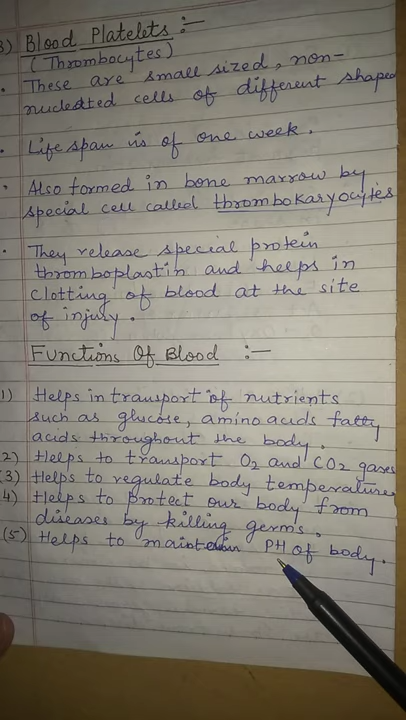 3) Blood Platelets :-
(Thrombocytes)
• These are small sized, non-
nucleated cells of different shaped
• Life span is of one week.
• Also formed in bone marrow by
special cell called thrombokaryocytes
• They release special protein
thromboplastin and helps in
clotting of blood at the site
of injury.
Functions Of Blood :-
1) Helps in transport of nutrients
such as glucose, amino acids fatty
acids throughout the body.
2) Helps to transport O2 and CO2 gases
(3) Helps to regulate body temperature
4) Helps to protect our body from
diseases by killing germs.
(5) Helps to maintain PH of body.